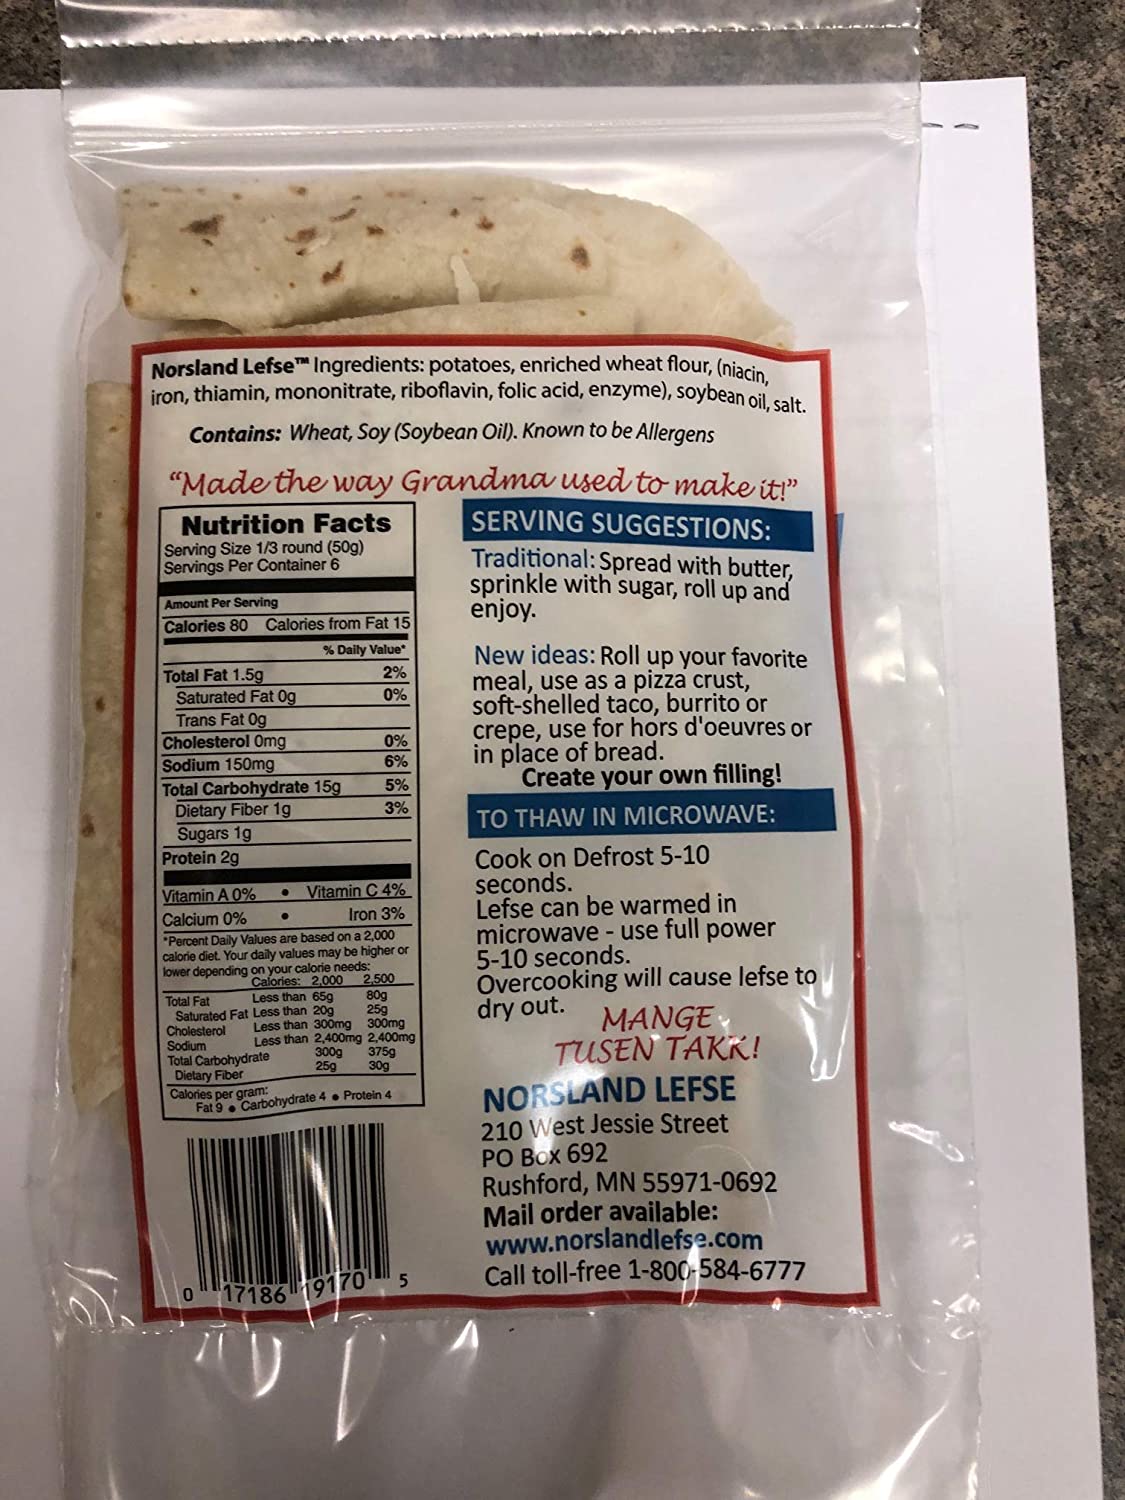 Norsland Lefse™ Ingredients: potatoes, enriched wheat flour, (niacin,
iron, thiamin, mononitrate, riboflavin, folic acid, enzyme), soybean oil, salt.
Contains: Wheat, Soy (Soybean Oil). Known to be Allergens
"Made the way Grandma used to make it!"
Nutrition Facts
Serving Size 1/3 round (50g)
Servings Per Container 6
Amount Per Serving
Calories 80 Calories from Fat 15
% Daily Value*
Total Fat 1.5g 2%
Saturated Fat 0g 0%
Trans Fat 0g
Cholesterol 0mg 0%
Sodium 150mg 6%
Total Carbohydrate 15g 5%
Dietary Fiber 1g 3%
Sugars 1g
Protein 2g
Vitamin A 0% • Vitamin C 4%
Calcium 0% • Iron 3%
*Percent Daily Values are based on a 2,000
calorie diet. Your daily values may be higher or
lower depending on your calorie needs:
Calories: 2,000 2,500
Total Fat Less than 65g 80g
Saturated Fat Less than 20g 25g
Cholesterol Less than 300mg 300mg
Sodium Less than 2,400mg 2,400mg
Total Carbohydrate 300g 375g
Dietary Fiber 25g 30g
Calories per gram:
Fat 9 • Carbohydrate 4 • Protein 4
0 17186 19170 5
SERVING SUGGESTIONS:
Traditional: Spread with butter,
sprinkle with sugar, roll up and
enjoy.
New ideas: Roll up your favorite
meal, use as a pizza crust,
soft-shelled taco, burrito or
crepe, use for hors d'oeuvres or
in place of bread.
Create your own filling!
TO THAW IN MICROWAVE:
Cook on Defrost 5-10
seconds.
Lefse can be warmed in
microwave - use full power
5-10 seconds.
Overcooking will cause lefse to
dry out.
MANGE
TUSEN TAKK!
NORSLAND LEFSE
210 West Jessie Street
PO Box 692
Rushford, MN 55971-0692
Mail order available:
www.norslandlefse.com
Call toll-free 1-800-584-6777